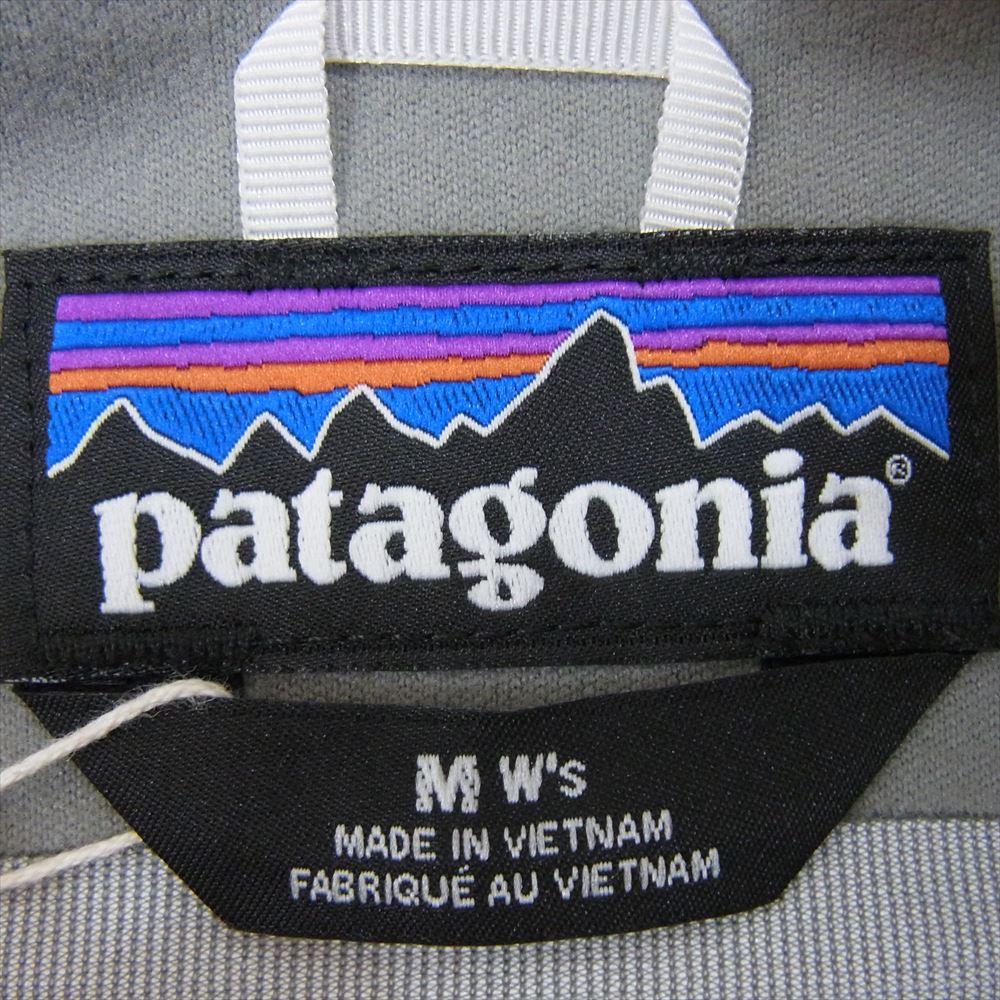 patagonia®
M W's
MADE IN VIETNAM
FABRIQUÉ AU VIETNAM